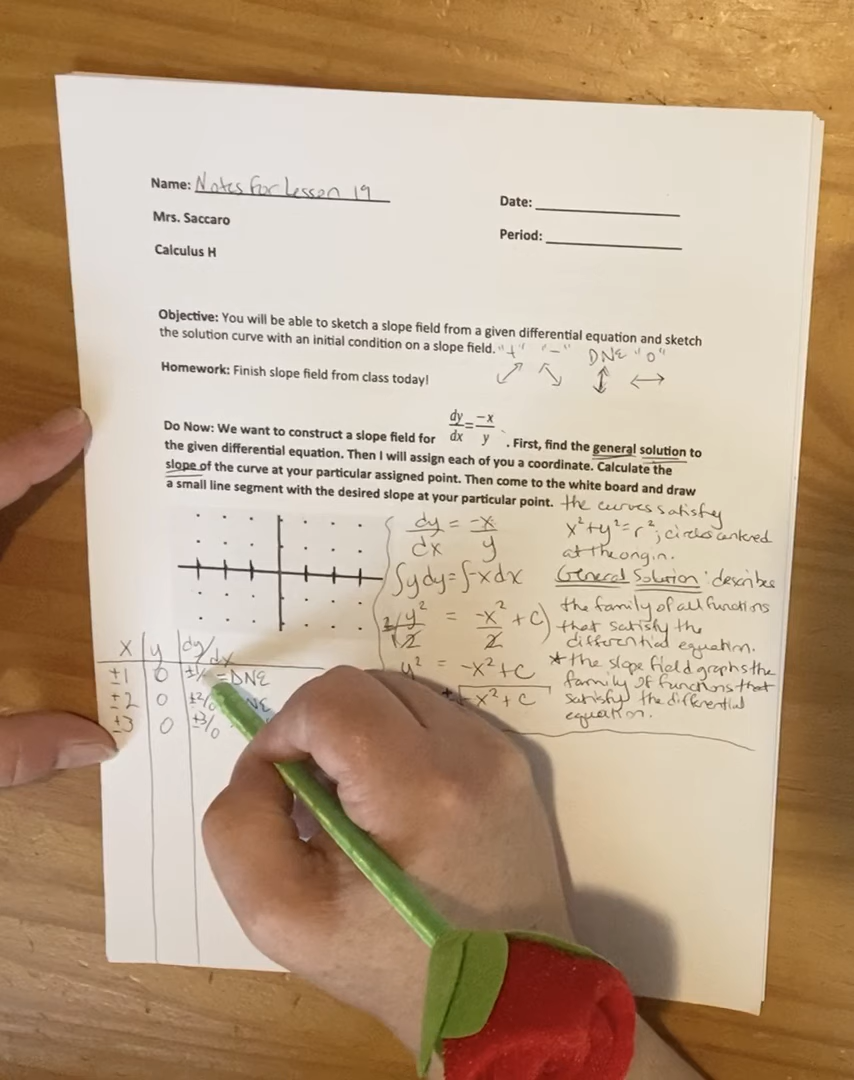 Name: Notes for Lesson 19
Date:
Mrs. Saccaro
Period:
Calculus H
Objective: You will be able to sketch a slope field from a given differential equation and sketch
the solution curve with an initial condition on a slope field. "+" "-" DNE "0"
Homework: Finish slope field from class today!
Do Now: We want to construct a slope field for dy/dx = -x/y . First, find the general solution to
the given differential equation. Then I will assign each of you a coordinate. Calculate the
slope of the curve at your particular assigned point. Then come to the white board and draw
a small line segment with the desired slope at your particular point.
dy/dx = -x/y
∫ydy = ∫-xdx
2(y²/2 = -x²/2 + C)
y² = -x² + C
± √-x² + C
the curves satisfy
x² + y² = r²; circles centered
at the origin.
General Solution: describes
the family of all functions
that satisfy the
differential equation.
* the slope field graphs the
family of functions that
satisfy the differential
equation.
x y dy/dx
±1 0 = DNE
±2 0 ±2/0
±3 0 ±3/0